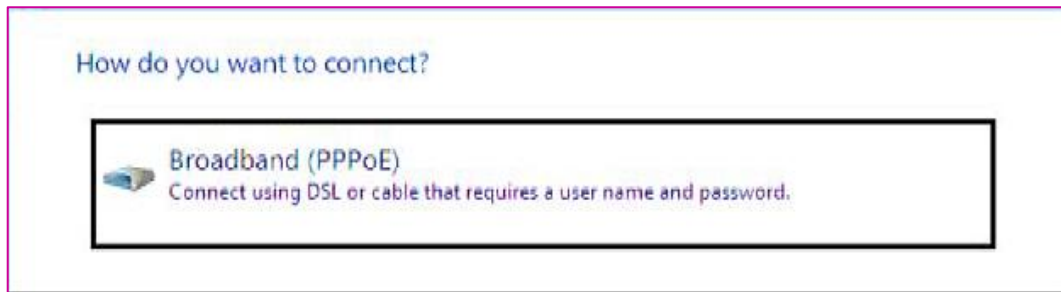 How do you want to connect?
Broadband (PPPoE)
Connect using DSL or cable that requires a user name and password.